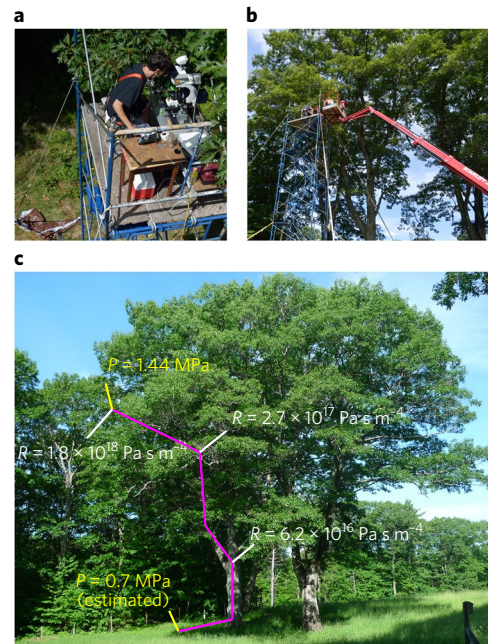 a
b
c
P = 1.44 MPa
R = 2.7 × 10¹⁷ Pa s m⁻⁴
R = 1.8 × 10¹⁸ Pa s m⁻⁴
R = 6.2 × 10¹⁶ Pa s m⁻⁴
P = 0.7 MPa
(estimated)